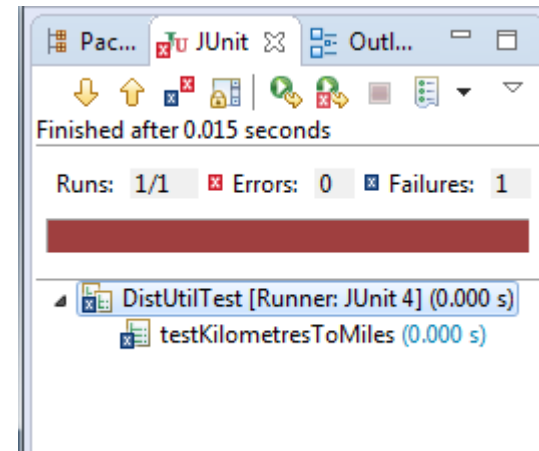 Pac... JUnit Outl...
Finished after 0.015 seconds
Runs: 1/1 Errors: 0 Failures: 1
DistUtilTest [Runner: JUnit 4] (0.000 s)
testKilometresToMiles (0.000 s)